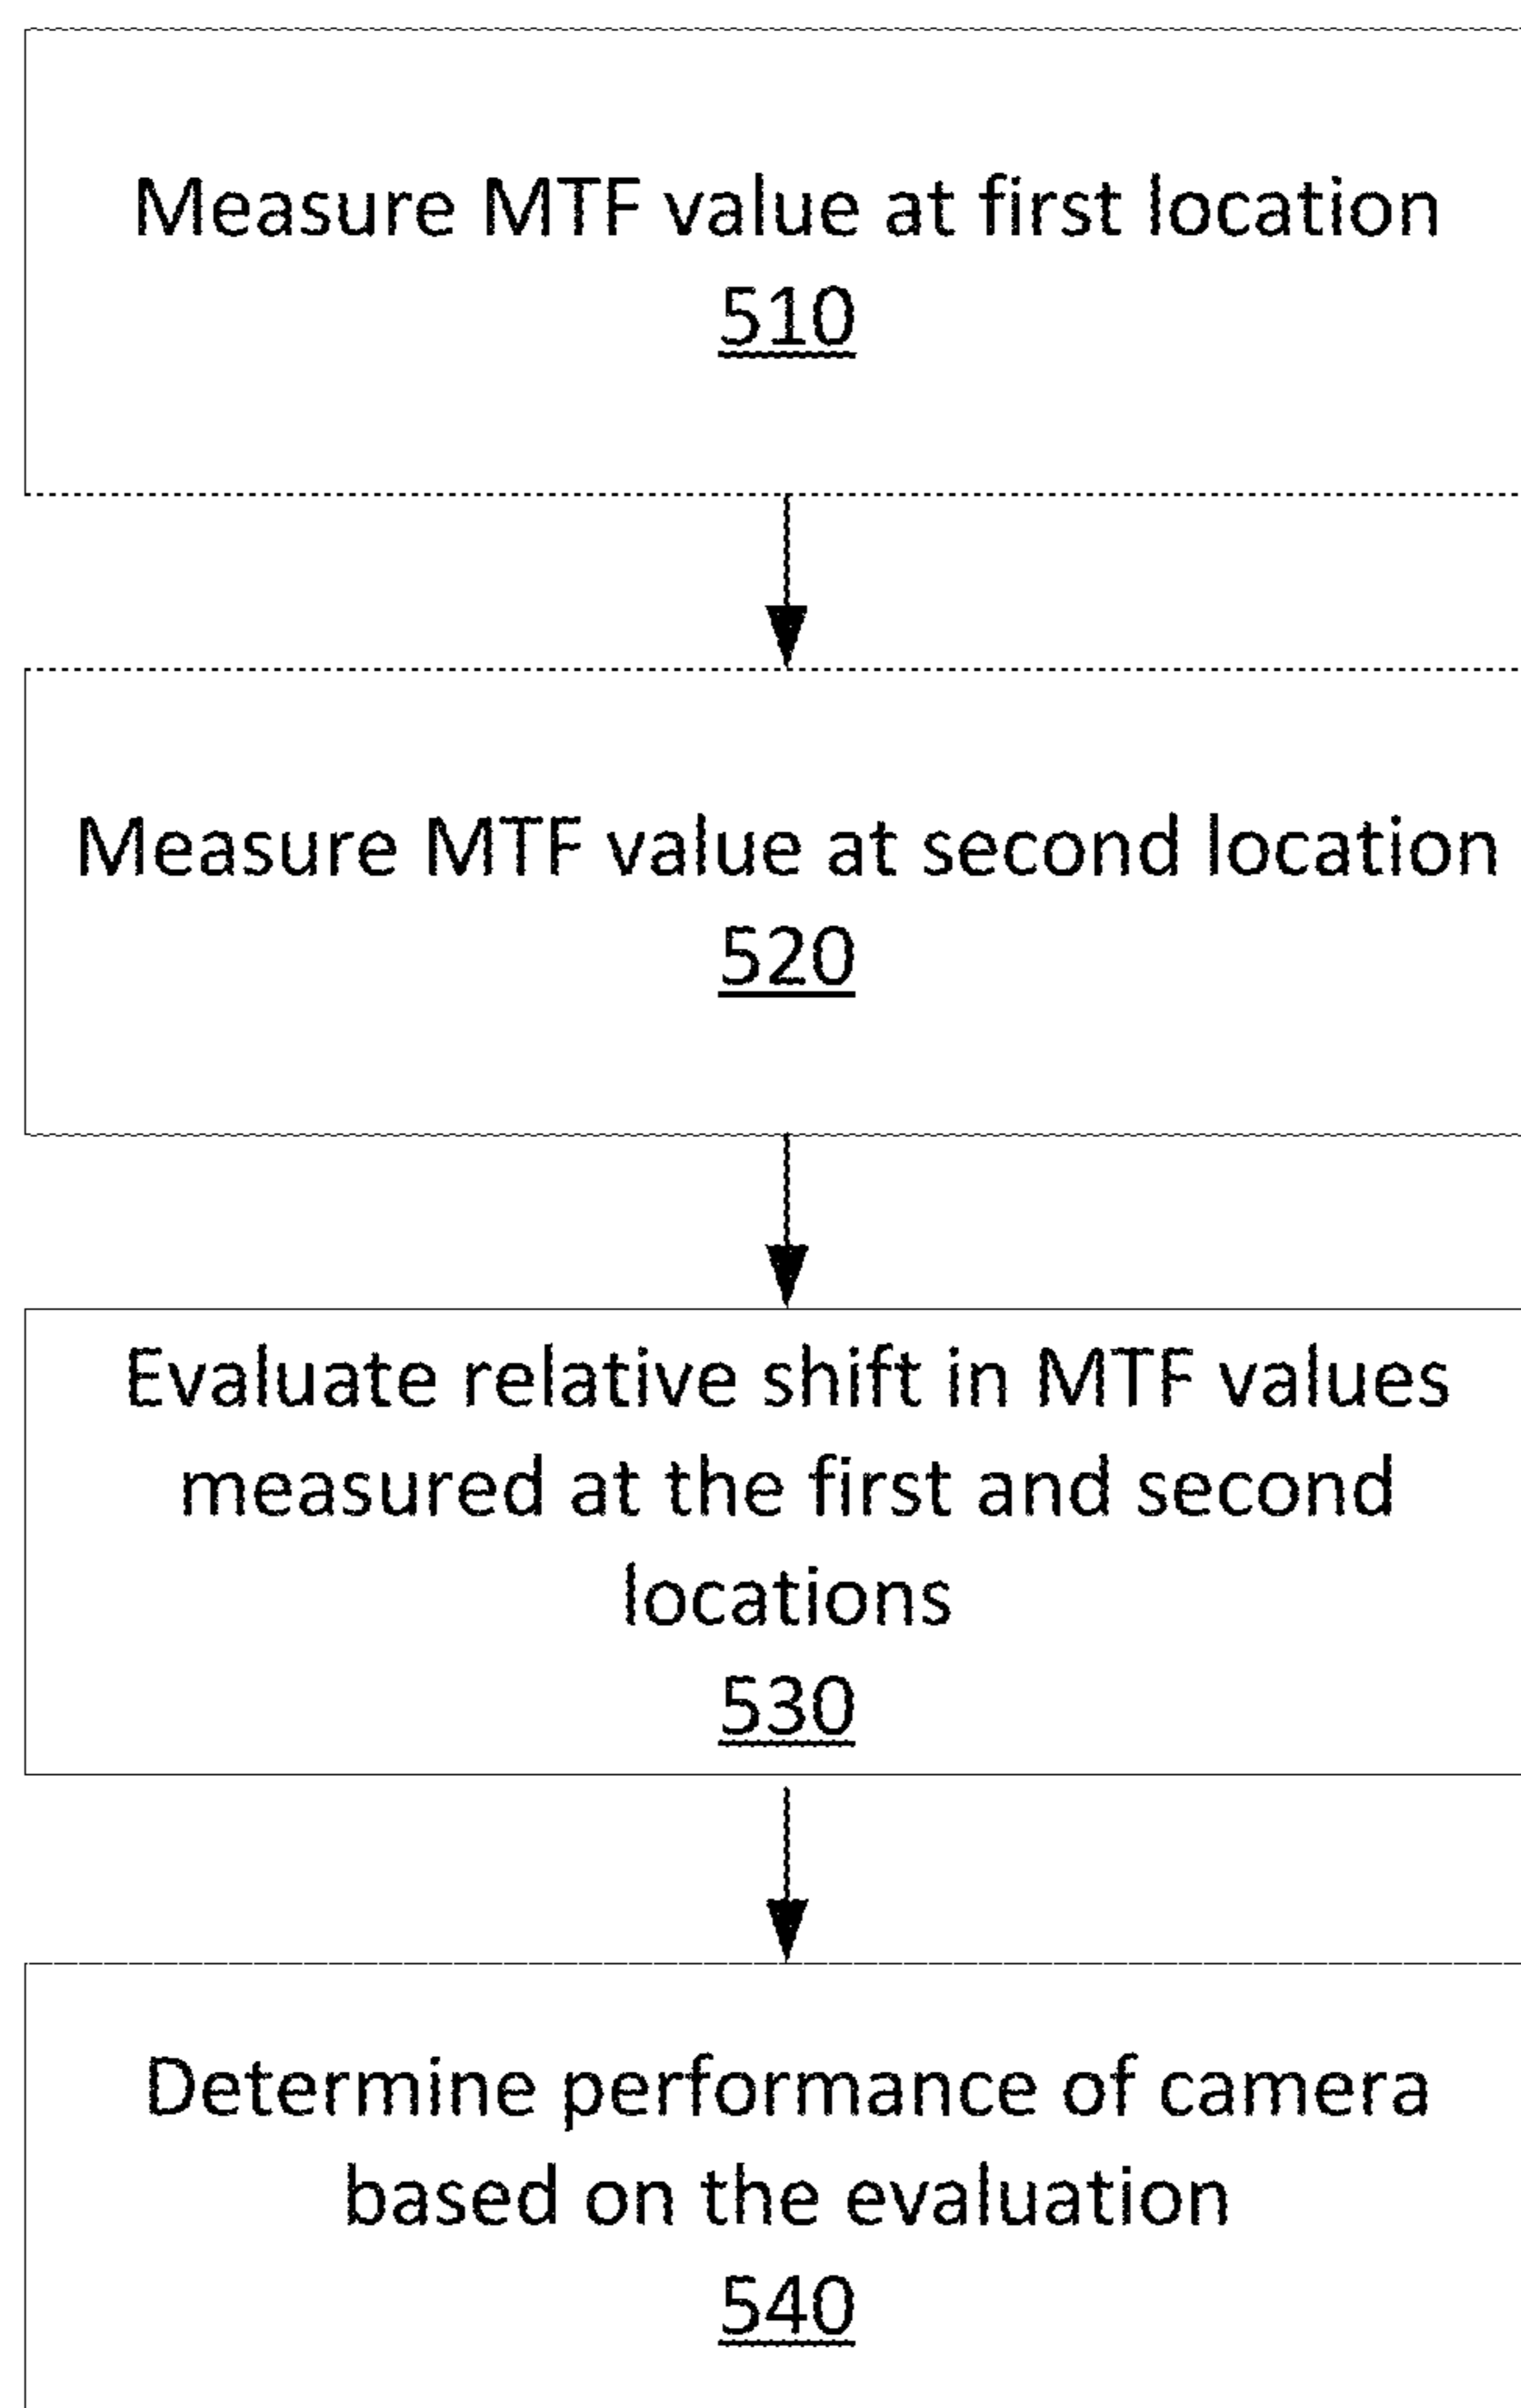 Measure MTF value at first location
510
Measure MTF value at second location
520
Evaluate relative shift in MTF values
measured at the first and second
locations
530
Determine performance of camera
based on the evaluation
540